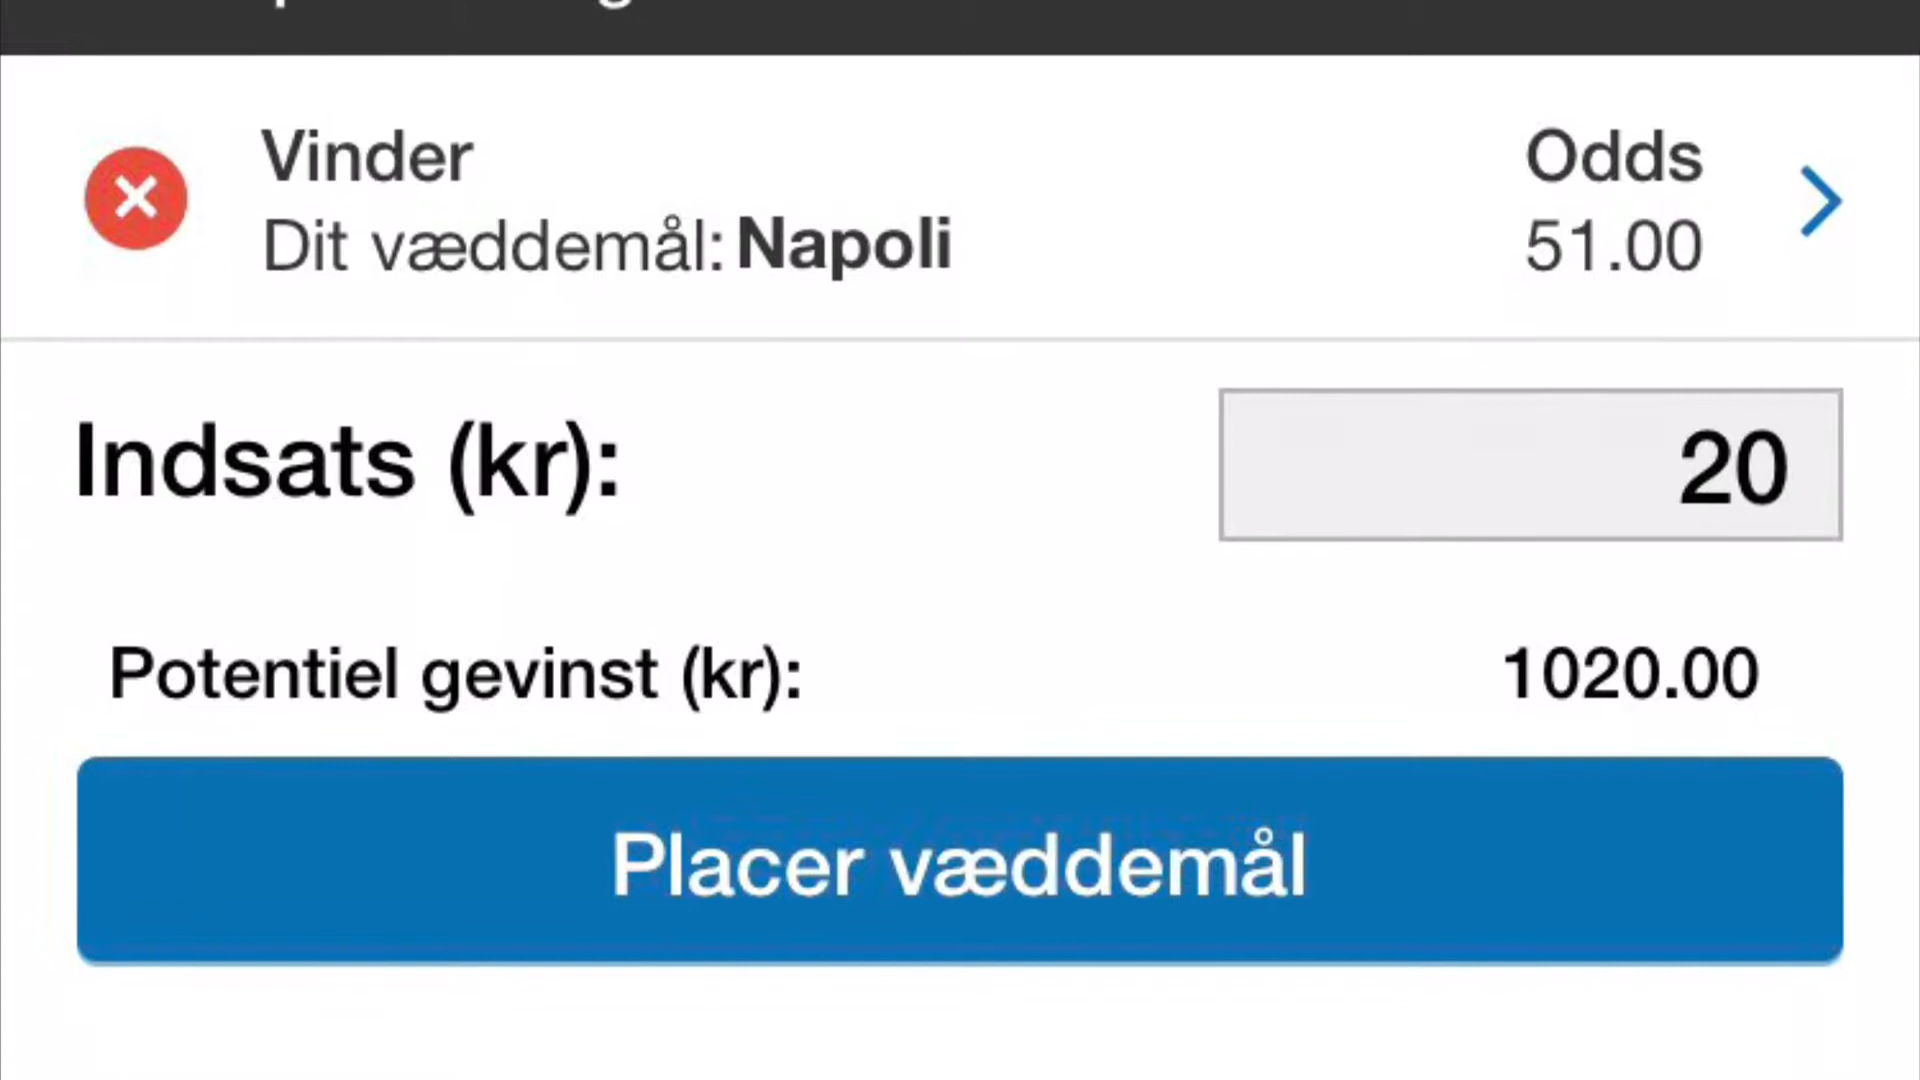 Vinder
Odds
Dit væddemål: Napoli
51.00
Indsats (kr):
20
Potentiel gevinst (kr):
1020.00
Placer væddemål